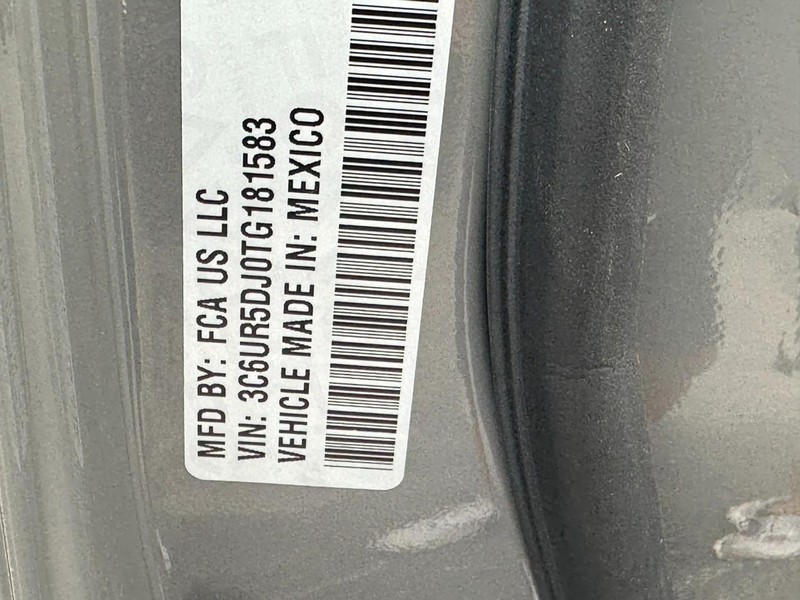 MFD BY: FCA US LLC
VIN: 3C6UR5DJ0TG181583
VEHICLE MADE IN: MEXICO